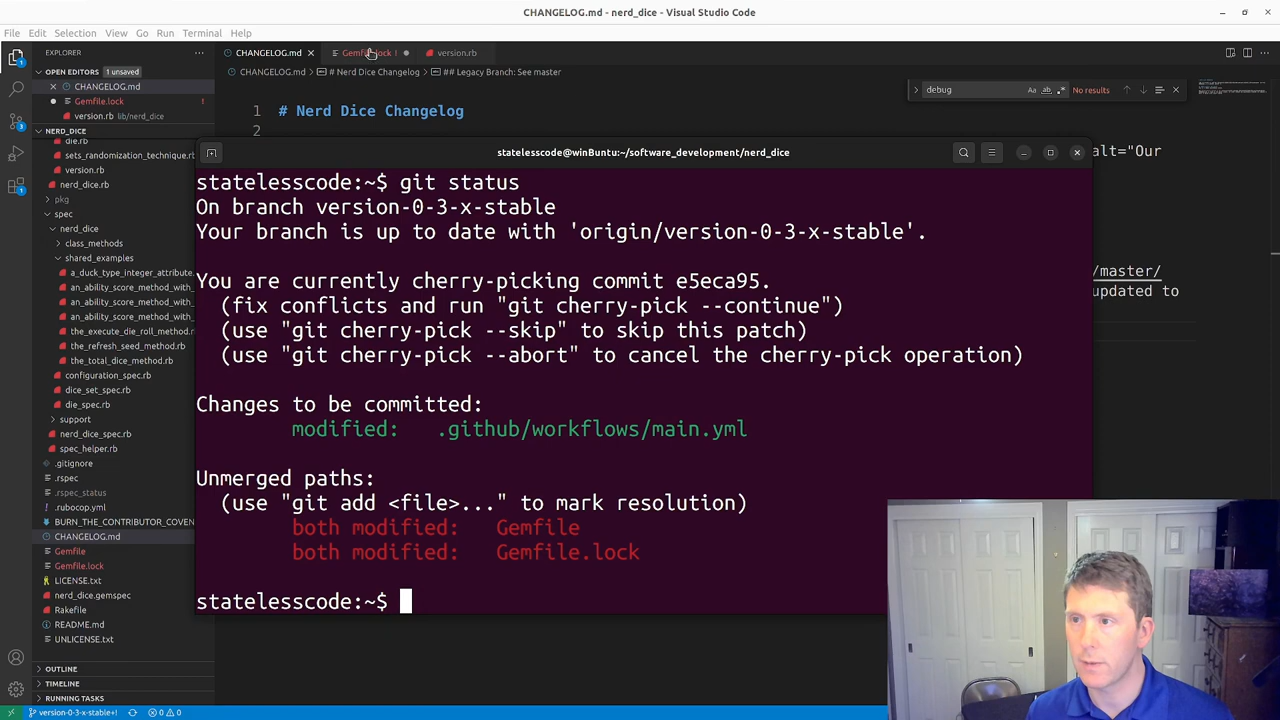 CHANGELOG.md - nerd_dice - Visual Studio Code
File Edit Selection View Go Run Terminal Help
EXPLORER
CHANGELOG.md
Gemfile.lock !
version.rb
OPEN EDITORS 1 unsaved
CHANGELOG.md > # Nerd Dice Changelog > ## Legacy Branch: See master
CHANGELOG.md
Gemfile.lock !
version.rb lib/nerd_dice
debug
Aa
ab
No results
1 # Nerd Dice Changelog
2
NERD_DICE
die.rb
sets_randomization_technique.rb
version.rb
nerd_dice.rb
pkg
spec
nerd_dice
class_methods
shared_examples
a_duck_type_integer_attribute.
an_ability_score_method_with_
an_ability_score_method_with_
the_execute_die_roll_method.r
the_refresh_seed_method.rb
the_total_dice_method.rb
configuration_spec.rb
dice_set_spec.rb
die_spec.rb
support
nerd_dice_spec.rb
spec_helper.rb
.gitignore
.rspec
.rspec_status
.rubocop.yml
BURN_THE_CONTRIBUTOR_COVEN
CHANGELOG.md
Gemfile
Gemfile.lock
LICENSE.txt
nerd_dice.gemspec
Rakefile
README.md
UNLICENSE.txt
OUTLINE
TIMELINE
RUNNING TASKS
version-0-3-x-stable+!
0 0
alt="Our
/master/
updated to
statelesscode@winBuntu:~/software_development/nerd_dice
statelesscode:~$ git status
On branch version-0-3-x-stable
Your branch is up to date with 'origin/version-0-3-x-stable'.
You are currently cherry-picking commit e5eca95.
(fix conflicts and run "git cherry-pick --continue")
(use "git cherry-pick --skip" to skip this patch)
(use "git cherry-pick --abort" to cancel the cherry-pick operation)
Changes to be committed:
modified: .github/workflows/main.yml
Unmerged paths:
(use "git add <file>..." to mark resolution)
both modified: Gemfile
both modified: Gemfile.lock
statelesscode:~$